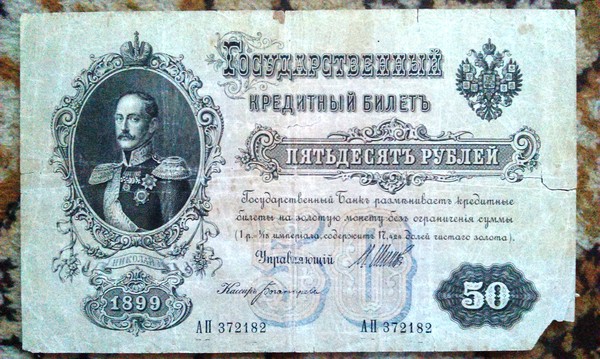 Государственный
кредитный билетъ
пятьдесятъ рублей
Государственный Банкъ размѣниваетъ кредитные
билеты на золотую монету безъ ограниченія суммы
(1 р.=1/15 имперіала, содержитъ 17,424 долей чистаго золота).
Управляющій
Кассиръ
НИКОЛАЙ I
1899
50
50
АП 372182
АП 372182